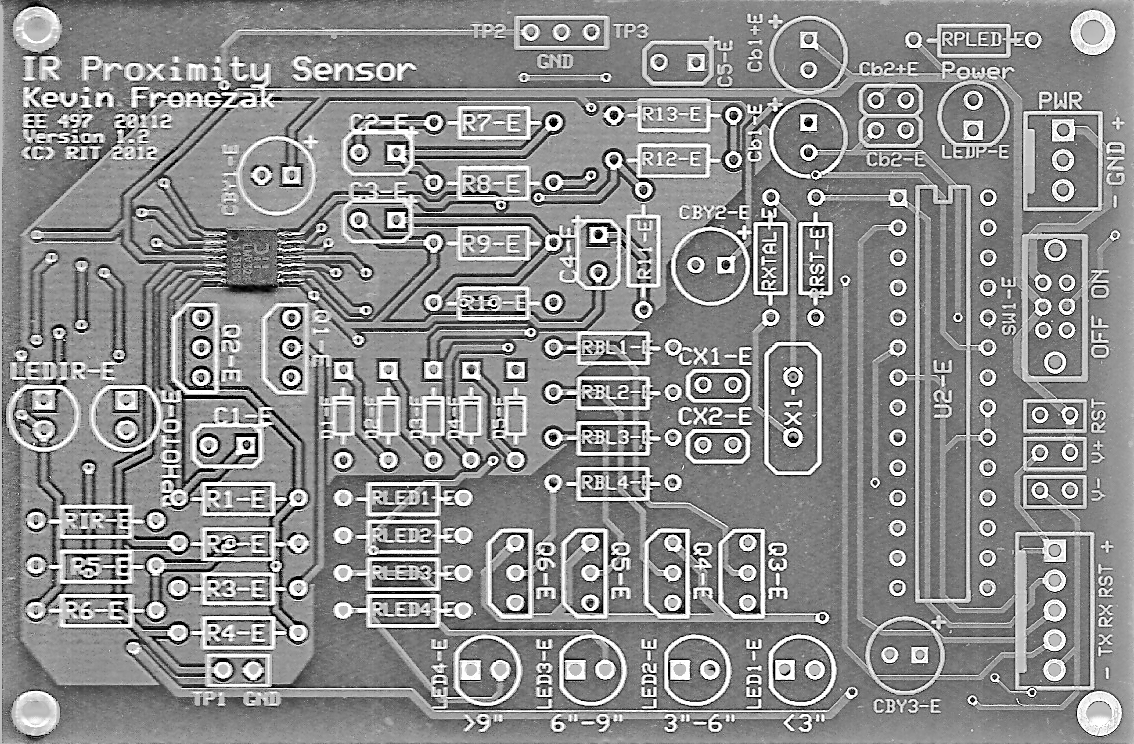 TP2
TP3
GND
C5-E
Cb1+E
RPLED-E
IR Proximity Sensor
Kevin Fronczak
EE 497 20112
Version 1.2
(C) RIT 2012
Cb2+E
Power
PWR
C2-E
R7-E
R13-E
Cb1-E
Cb2-E
LEDP-E
- GND +
CBY1-E
R12-E
C3-E
R8-E
CBY2-E
R9-E
C4-E
R11-E
RXTAL-E
RRST-E
R10-E
SW1-E
OFF ON
Q2-E
Q1-E
RBL1-E
CX1-E
LEDIR-E
PHOTO-E
C1-E
D1-E
D2-E
D3-E
D4-E
D5-E
RBL2-E
CX2-E
X1-
U2-E
RST
V+
V-
RBL3-E
RBL4-E
R1-E
RLED1-E
RIR-E
R2-E
RLED2-E
R5-E
R3-E
RLED3-E
R6-E
R4-E
RLED4-E
Q6-E
Q5-E
Q4-E
Q3-E
- TX RX RST +
TP1 GND
LED4-E
LED3-E
LED2-E
LED1-E
CBY3-E
>9"
6"-9"
3"-6"
<3"